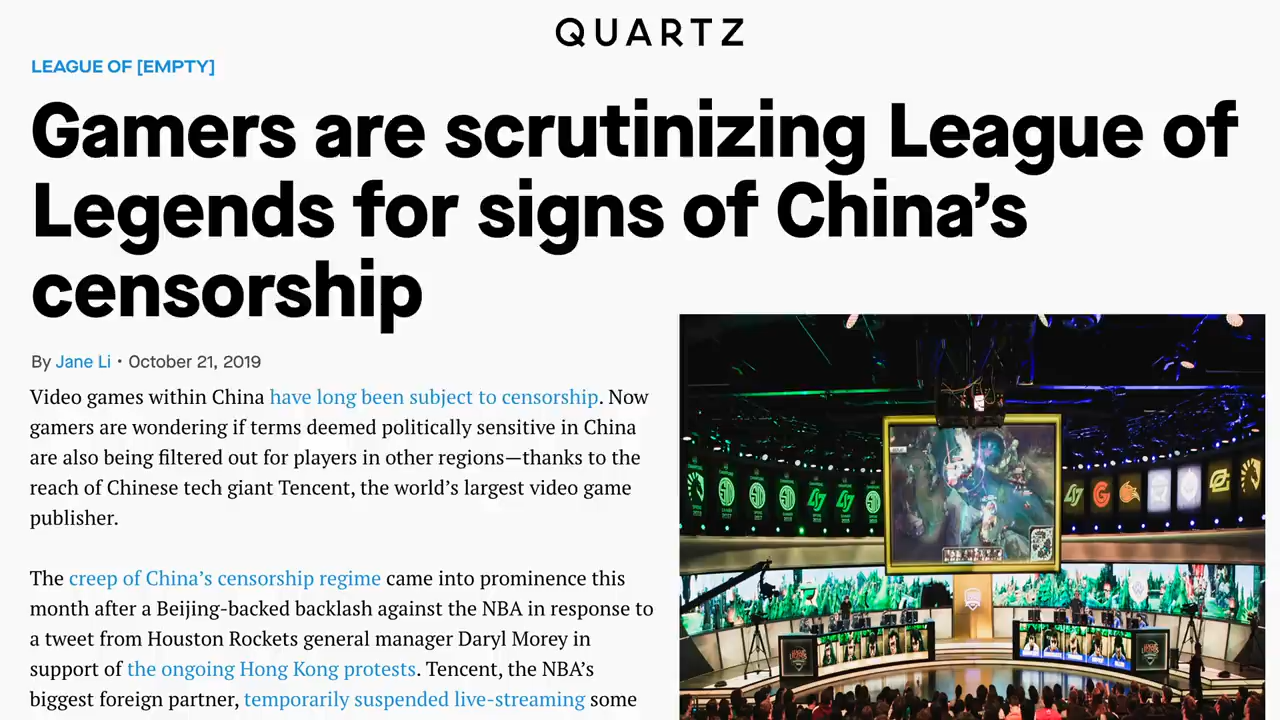 QUARTZ
LEAGUE OF [EMPTY]
Gamers are scrutinizing League of
Legends for signs of China’s
censorship
By Jane Li • October 21, 2019
Video games within China have long been subject to censorship. Now
gamers are wondering if terms deemed politically sensitive in China
are also being filtered out for players in other regions—thanks to the
reach of Chinese tech giant Tencent, the world’s largest video game
publisher.
The creep of China’s censorship regime came into prominence this
month after a Beijing-backed backlash against the NBA in response to
a tweet from Houston Rockets general manager Daryl Morey in
support of the ongoing Hong Kong protests. Tencent, the NBA’s
biggest foreign partner, temporarily suspended live-streaming some